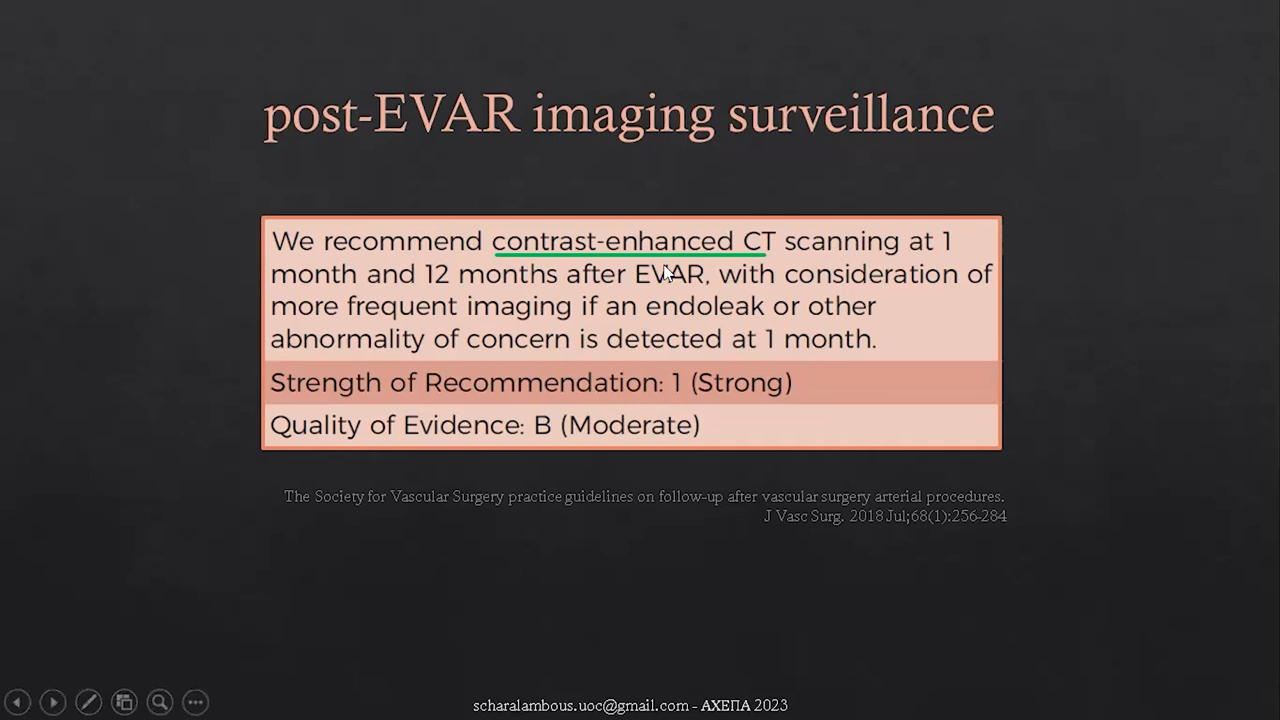 post-EVAR imaging surveillance
We recommend contrast-enhanced CT scanning at 1
month and 12 months after EVAR, with consideration of
more frequent imaging if an endoleak or other
abnormality of concern is detected at 1 month.
Strength of Recommendation: 1 (Strong)
Quality of Evidence: B (Moderate)
The Society for Vascular Surgery practice guidelines on follow-up after vascular surgery arterial procedures.
J Vasc Surg. 2018 Jul;68(1):256-284
scharalambous.uoc@gmail.com - ΑΧΕΠΑ 2023